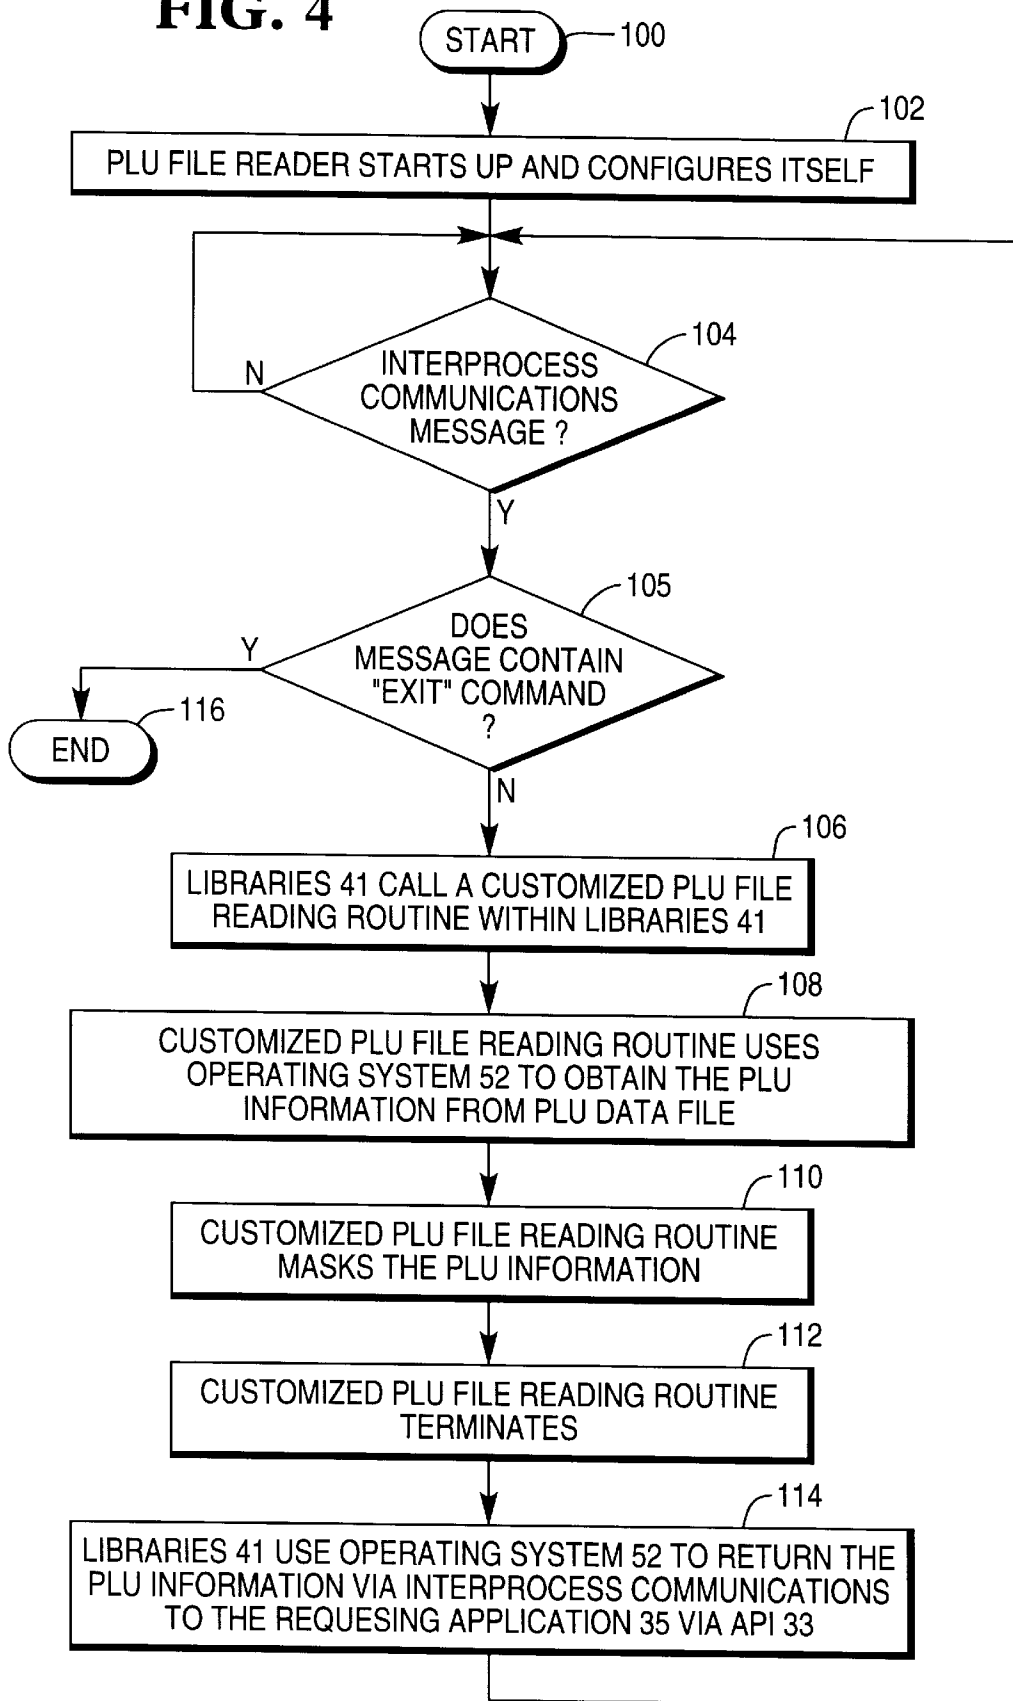 FIG. 4
START
100
102
PLU FILE READER STARTS UP AND CONFIGURES ITSELF
104
INTERPROCESS
COMMUNICATIONS
MESSAGE ?
N
Y
105
DOES
MESSAGE CONTAIN
"EXIT" COMMAND
?
Y
116
END
N
106
LIBRARIES 41 CALL A CUSTOMIZED PLU FILE
READING ROUTINE WITHIN LIBRARIES 41
108
CUSTOMIZED PLU FILE READING ROUTINE USES
OPERATING SYSTEM 52 TO OBTAIN THE PLU
INFORMATION FROM PLU DATA FILE
110
CUSTOMIZED PLU FILE READING ROUTINE
MASKS THE PLU INFORMATION
112
CUSTOMIZED PLU FILE READING ROUTINE
TERMINATES
114
LIBRARIES 41 USE OPERATING SYSTEM 52 TO RETURN THE
PLU INFORMATION VIA INTERPROCESS COMMUNICATIONS
TO THE REQUESING APPLICATION 35 VIA API 33